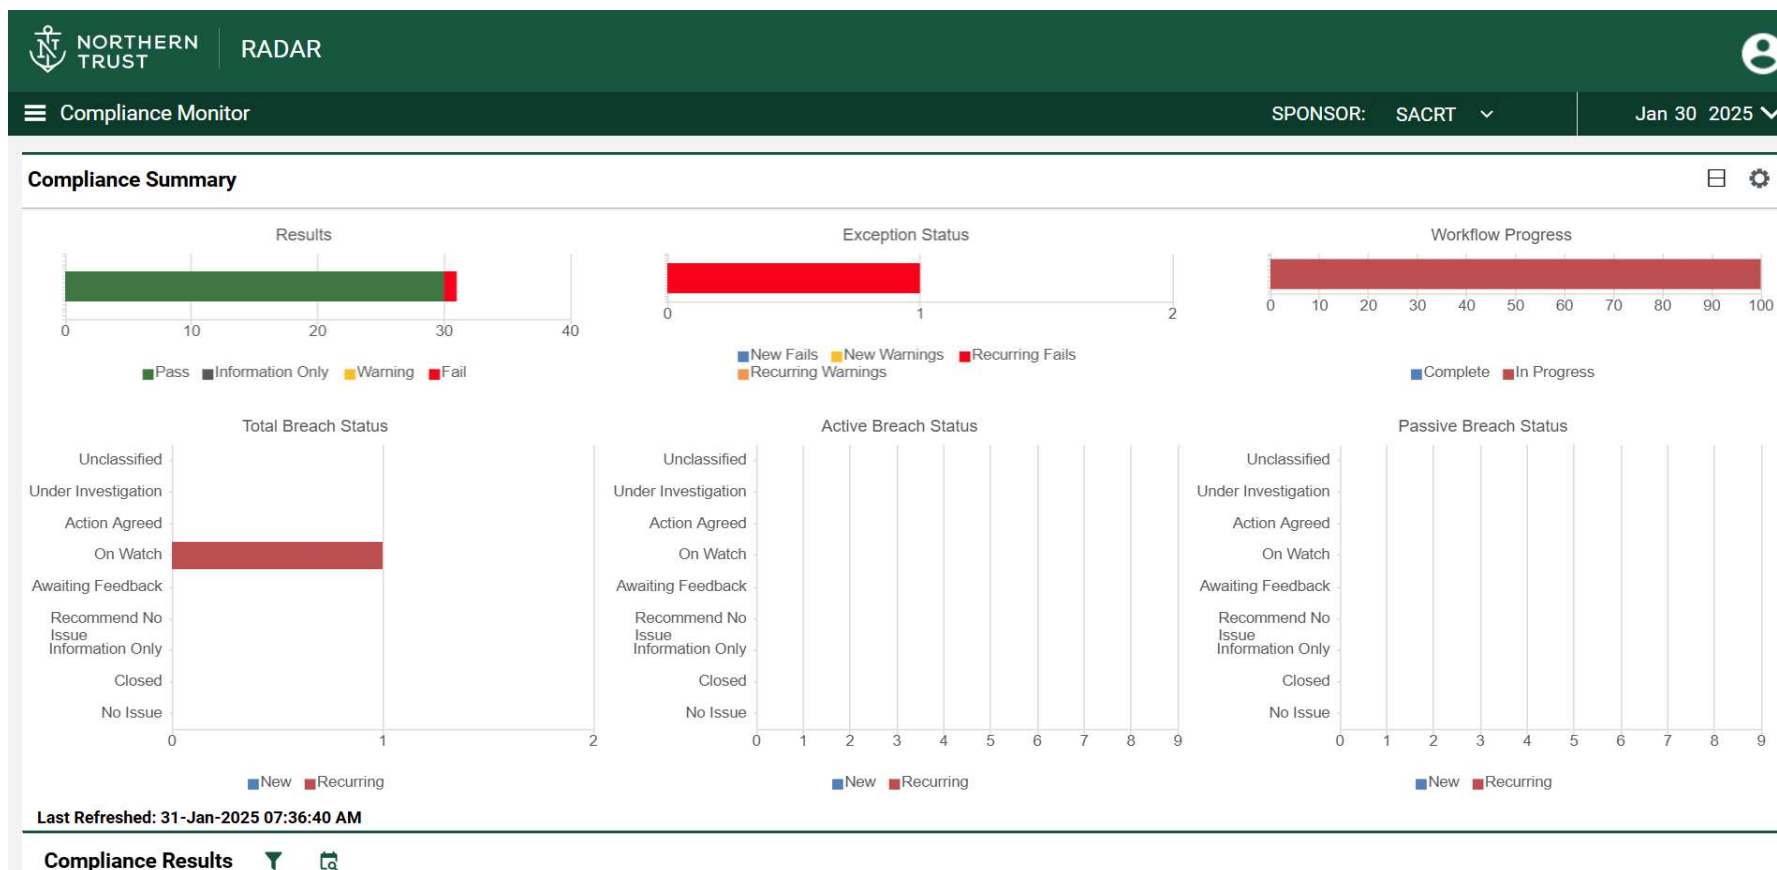 NORTHERN
TRUST
RADAR
Compliance Monitor
SPONSOR: SACRT
Jan 30 2025
Compliance Summary
Results
0 10 20 30 40
Pass Information Only Warning Fail
Exception Status
0 1 2
New Fails New Warnings Recurring Fails
Recurring Warnings
Workflow Progress
0 10 20 30 40 50 60 70 80 90 100
Complete In Progress
Total Breach Status
Unclassified
Under Investigation
Action Agreed
On Watch
Awaiting Feedback
Recommend No
Issue
Information Only
Closed
No Issue
0 1 2
New Recurring
Active Breach Status
Unclassified
Under Investigation
Action Agreed
On Watch
Awaiting Feedback
Recommend No
Issue
Information Only
Closed
No Issue
0 1 2 3 4 5 6 7 8 9
New Recurring
Passive Breach Status
Unclassified
Under Investigation
Action Agreed
On Watch
Awaiting Feedback
Recommend No
Issue
Information Only
Closed
No Issue
0 1 2 3 4 5 6 7 8 9
New Recurring
Last Refreshed: 31-Jan-2025 07:36:40 AM
Compliance Results